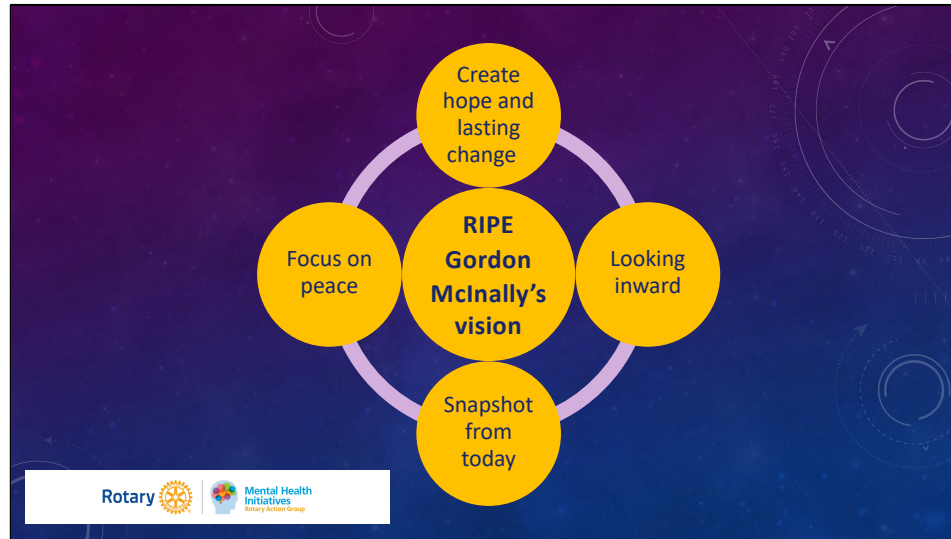 Create
hope and
lasting
change
Focus on
peace
RIPE
Gordon
McInally’s
vision
Looking
inward
Snapshot
from
today
Rotary
Mental Health
Initiatives
Rotary Action Group